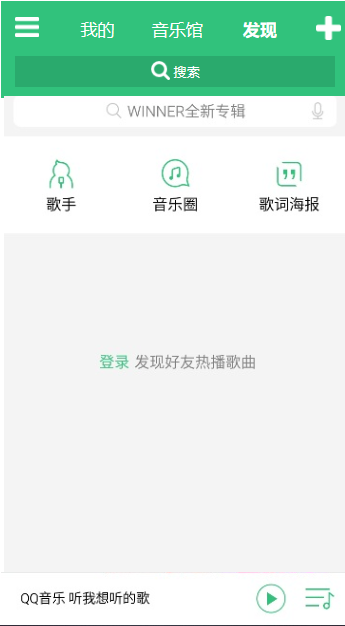 我的 音乐馆 发现
搜索
WINNER全新专辑
歌手 音乐圈 歌词海报
登录 发现好友热播歌曲
QQ音乐 听我想听的歌